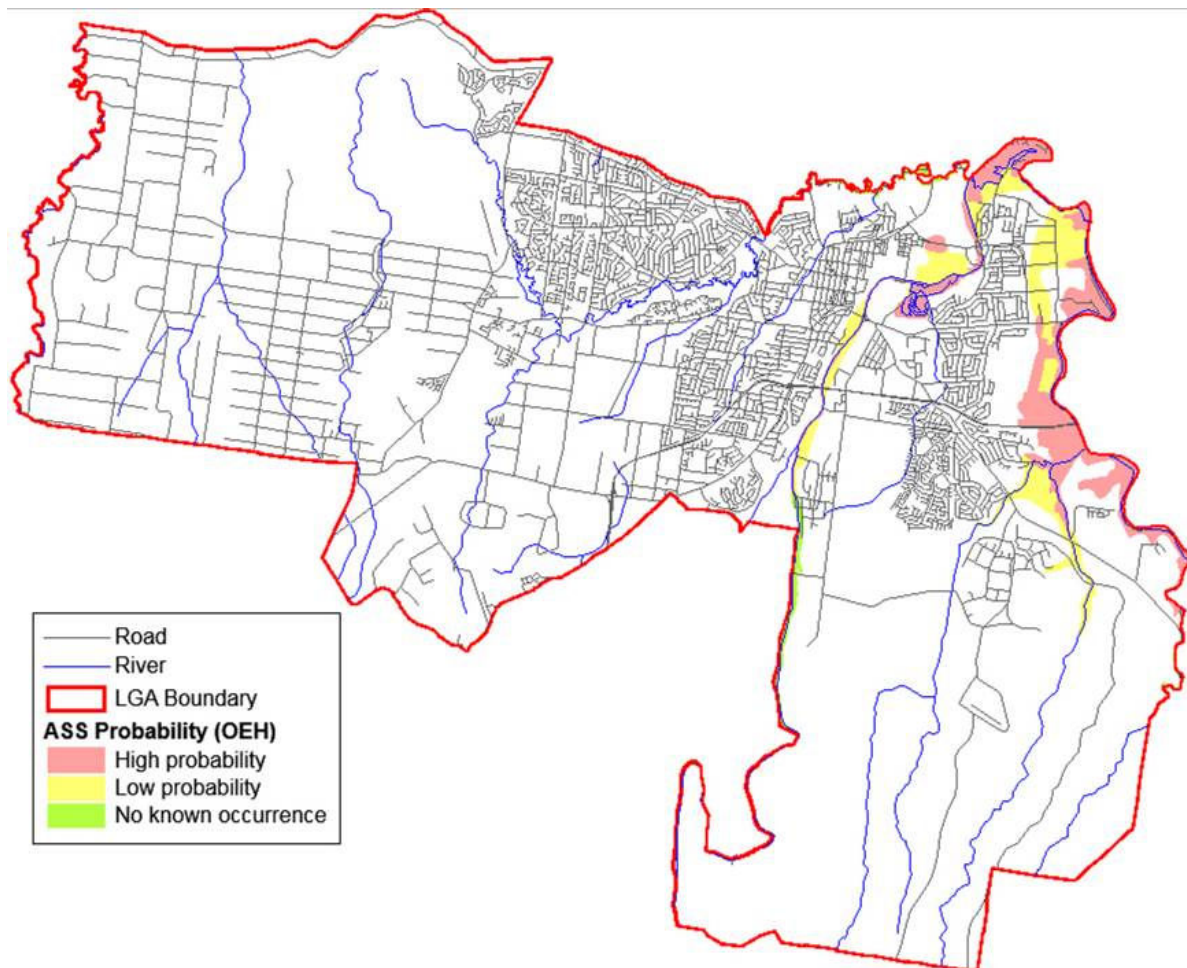 Road
River
LGA Boundary
ASS Probability (OEH)
High probability
Low probability
No known occurrence